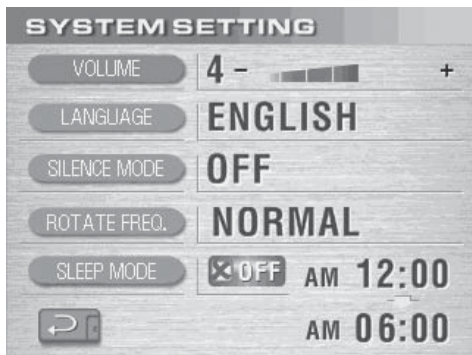 SYSTEM SETTING
VOLUME 4 - +
LANGUAGE ENGLISH
SILENCE MODE OFF
ROTATE FREQ. NORMAL
SLEEP MODE OFF AM 12:00
AM 06:00